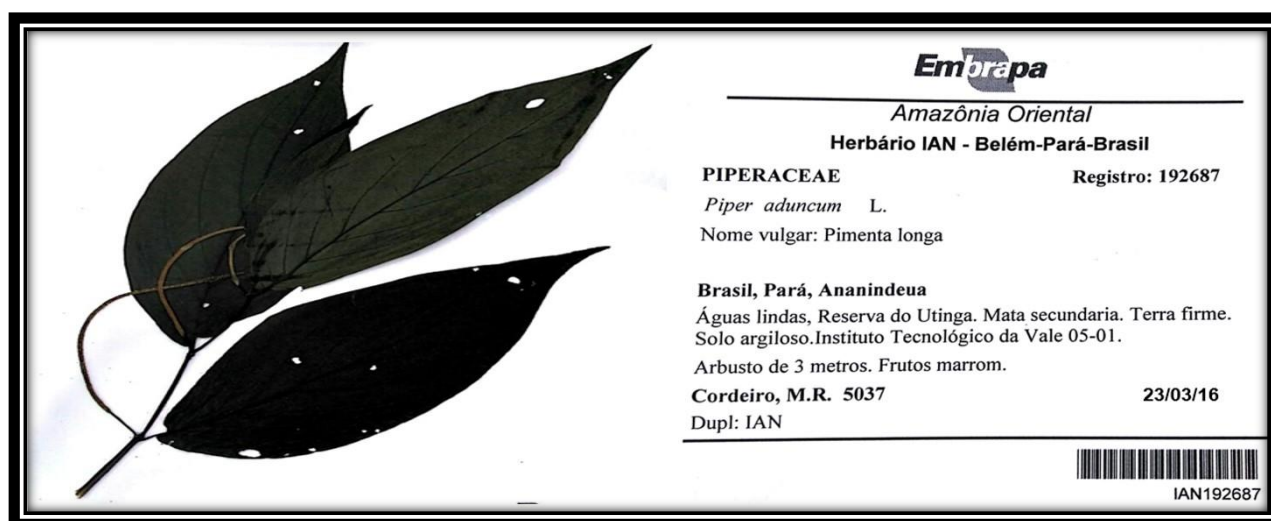 Embrapa
Amazônia Oriental
Herbário IAN - Belém-Pará-Brasil
PIPERACEAE Registro: 192687
Piper aduncum L.
Nome vulgar: Pimenta longa
Brasil, Pará, Ananindeua
Águas lindas, Reserva do Utinga. Mata secundaria. Terra firme.
Solo argiloso.Instituto Tecnológico da Vale 05-01.
Arbusto de 3 metros. Frutos marrom.
Cordeiro, M.R. 5037 23/03/16
Dupl: IAN
IAN192687